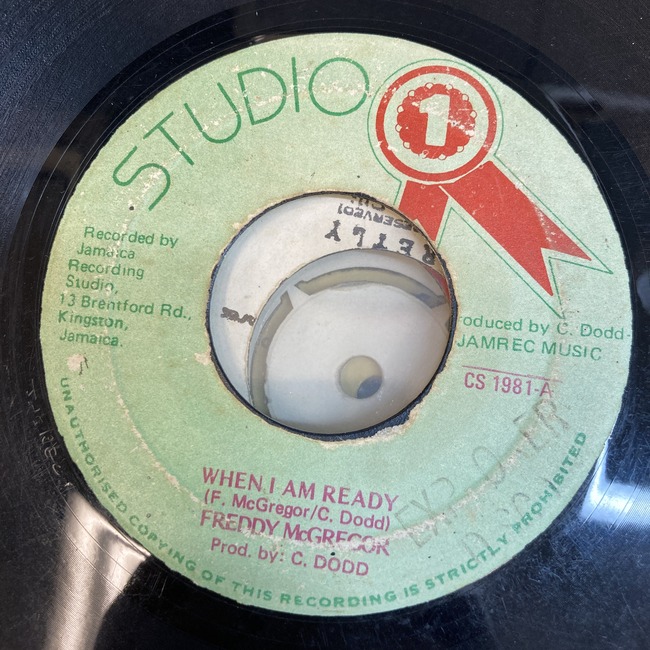 STUDIO
1
Recorded by
Jamaica
Recording
Studio,
13 Brentford Rd.,
Kingston,
Jamaica.
roduced by C. Dodd-
JAMREC MUSIC
CS 1981-A
WHEN I AM READY
(F. McGregor/C. Dodd)
FREDDY McGREGOR
Prod. by: C. DODD
UNAUTHORISED COPYING OF THIS RECORDING IS STRICTLY PROHIBITED